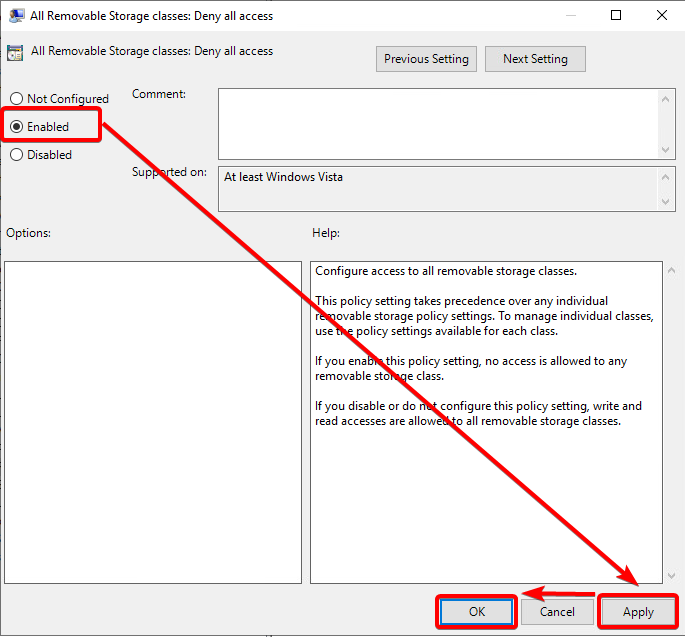 All Removable Storage classes: Deny all access
All Removable Storage classes: Deny all access
Previous Setting
Next Setting
Not Configured
Comment:
Enabled
Disabled
Supported on:
At least Windows Vista
Options:
Help:
Configure access to all removable storage classes.
This policy setting takes precedence over any individual
removable storage policy settings. To manage individual classes,
use the policy settings available for each class.
If you enable this policy setting, no access is allowed to any
removable storage class.
If you disable or do not configure this policy setting, write and
read accesses are allowed to all removable storage classes.
OK
Cancel
Apply